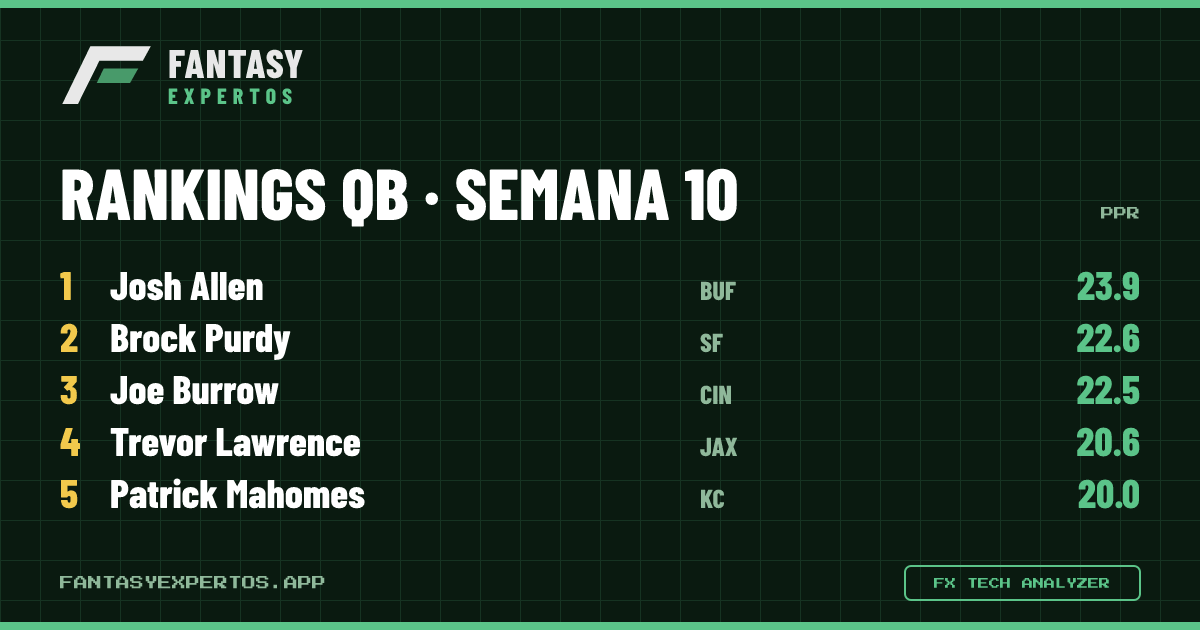 FANTASY
EXPERTOS
RANKINGS QB · SEMANA 10
PPR
1 Josh Allen BUF 23.9
2 Brock Purdy SF 22.6
3 Joe Burrow CIN 22.5
4 Trevor Lawrence JAX 20.6
5 Patrick Mahomes KC 20.0
FANTASYEXPERTOS.APP
FX TECH ANALYZER